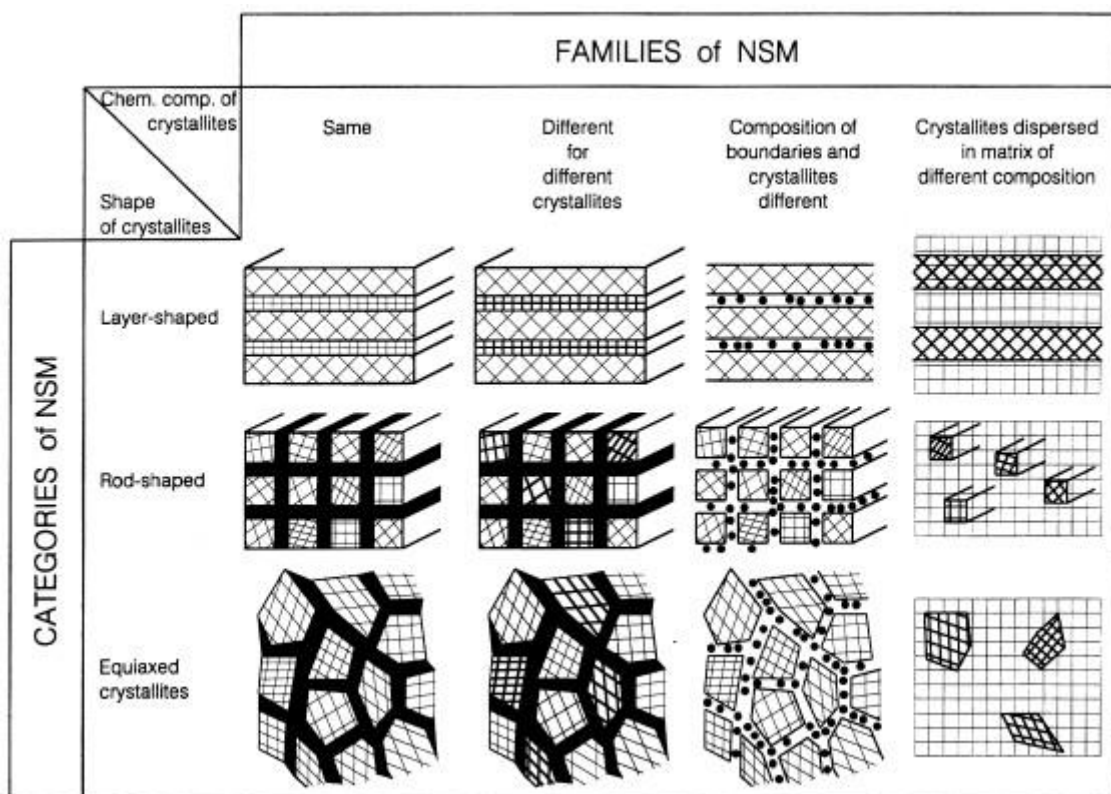 FAMILIES of NSM
Chem. comp. of
crystallites
Shape
of crystallites
Same
Different
for
different
crystallites
Composition of
boundaries and
crystallites
different
Crystallites dispersed
in matrix of
different composition
CATEGORIES of NSM
Layer-shaped
Rod-shaped
Equiaxed
crystallites